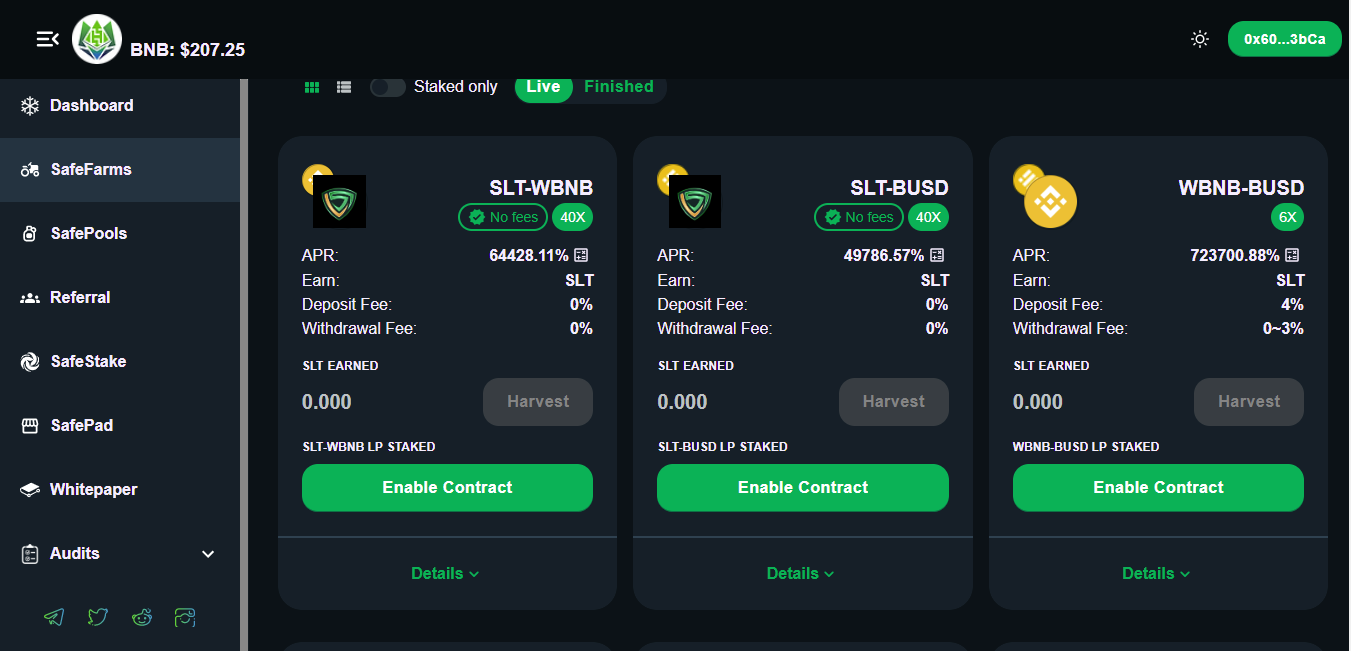 BNB: $207.25
0x60...3bCa
Dashboard
SafeFarms
SafePools
Referral
SafeStake
SafePad
Whitepaper
Audits
Staked only
Live
Finished
SLT-WBNB
No fees
40X
APR: 64428.11%
Earn: SLT
Deposit Fee: 0%
Withdrawal Fee: 0%
SLT EARNED
0.000
Harvest
SLT-WBNB LP STAKED
Enable Contract
Details
SLT-BUSD
No fees
40X
APR: 49786.57%
Earn: SLT
Deposit Fee: 0%
Withdrawal Fee: 0%
SLT EARNED
0.000
Harvest
SLT-BUSD LP STAKED
Enable Contract
Details
WBNB-BUSD
6X
APR: 723700.88%
Earn: SLT
Deposit Fee: 4%
Withdrawal Fee: 0~3%
SLT EARNED
0.000
Harvest
WBNB-BUSD LP STAKED
Enable Contract
Details